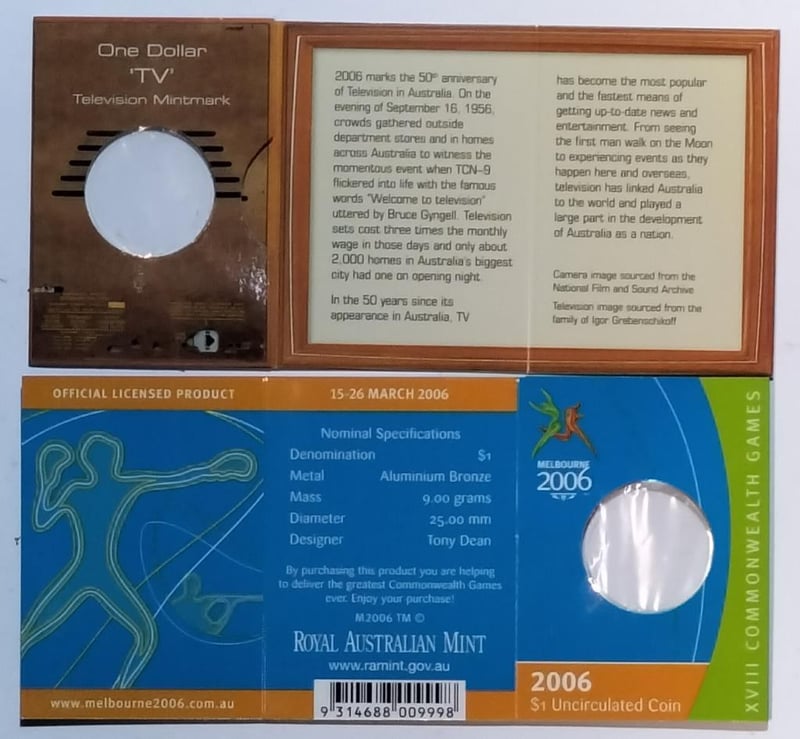 One Dollar
'TV'
Television Mintmark
2006 marks the 50th anniversary
of Television in Australia. On the
evening of September 16, 1956,
crowds gathered outside
department stores and in homes
across Australia to witness the
momentous event when TCN-9
flickered into life with the famous
words "Welcome to television"
uttered by Bruce Gyngell. Television
sets cost three times the monthly
wage in those days and only about
2,000 homes in Australia's biggest
city had one on opening night.
In the 50 years since its
appearance in Australia, TV
has become the most popular
and the fastest means of
getting up-to-date news and
entertainment. From seeing
the first man walk on the Moon
to experiencing events as they
happen here and overseas,
television has linked Australia
to the world and played a
large part in the development
of Australia as a nation.
Camera image sourced from the
National Film and Sound Archive
Television image sourced from the
family of Igor Grebenschikoff
OFFICIAL LICENSED PRODUCT
www.melbourne2006.com.au
15-26 MARCH 2006
Nominal Specifications
Denomination $1
Metal Aluminium Bronze
Mass 9.00 grams
Diameter 25.00 mm
Designer Tony Dean
By purchasing this product you are helping
to deliver the greatest Commonwealth Games
ever. Enjoy your purchase!
M2006 TM ©
ROYAL AUSTRALIAN MINT
www.ramint.gov.au
9 314688 009998
MELBOURNE
2006
XVIII COMMONWEALTH GAMES
2006
$1 Uncirculated Coin